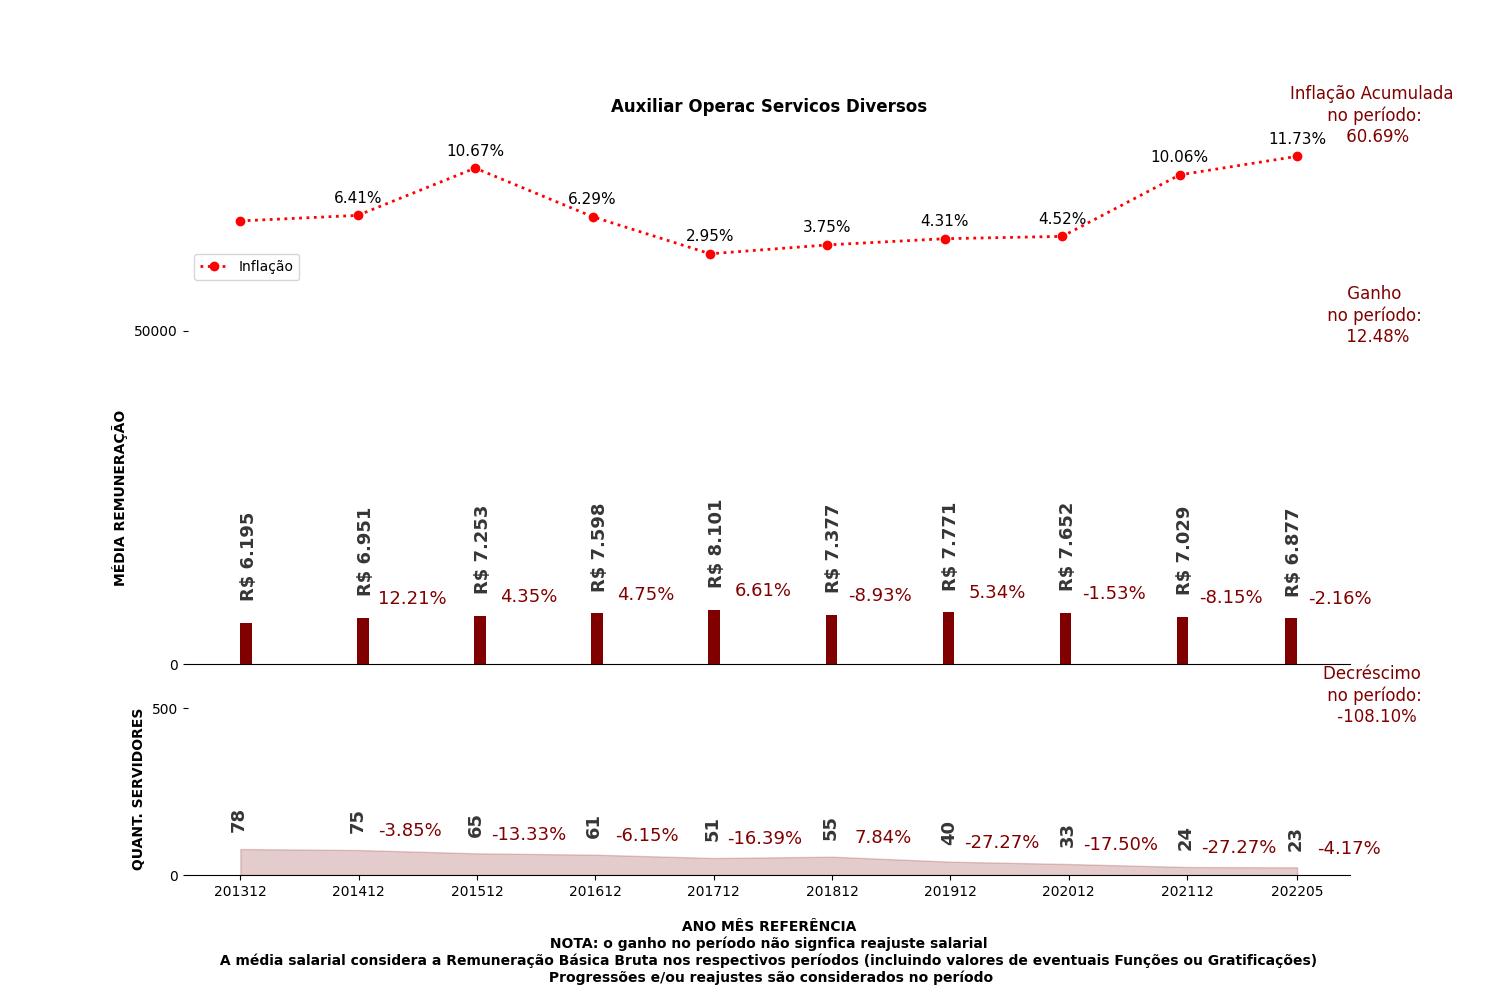 Auxiliar Operac Servicos Diversos
Inflação Acumulada
no período:
60.69%
6.41%
10.67%
6.29%
2.95%
3.75%
4.31%
4.52%
10.06%
11.73%
Inflação
Ganho
no período:
12.48%
50000
0
MÉDIA REMUNERAÇÃO
R$ 6.195
R$ 6.951
R$ 7.253
R$ 7.598
R$ 8.101
R$ 7.377
R$ 7.771
R$ 7.652
R$ 7.029
R$ 6.877
12.21%
4.35%
4.75%
6.61%
-8.93%
5.34%
-1.53%
-8.15%
-2.16%
Decréscimo
no período:
-108.10%
500
0
QUANT. SERVIDORES
78
75
65
61
51
55
40
33
24
23
-3.85%
-13.33%
-6.15%
-16.39%
7.84%
-27.27%
-17.50%
-27.27%
-4.17%
201312
201412
201512
201612
201712
201812
201912
202012
202112
202205
ANO MÊS REFERÊNCIA
NOTA: o ganho no período não signfica reajuste salarial
A média salarial considera a Remuneração Básica Bruta nos respectivos períodos (incluindo valores de eventuais Funções ou Gratificações)
Progressões e/ou reajustes são considerados no período